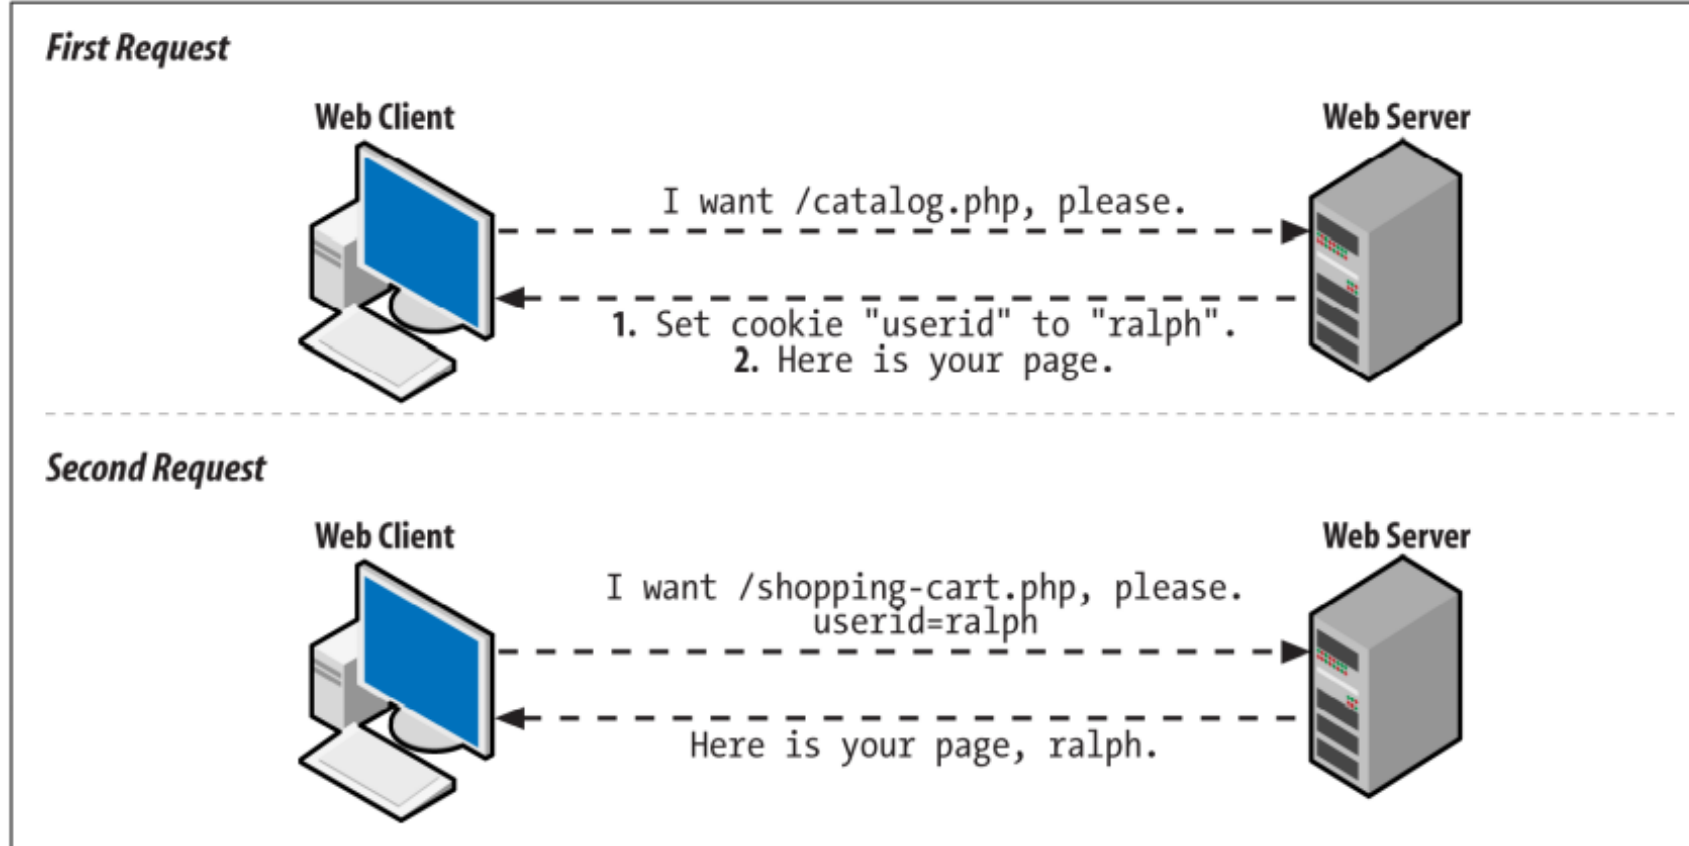 First Request
Web Client
Web Server
I want /catalog.php, please.
1. Set cookie "userid" to "ralph".
2. Here is your page.
Second Request
Web Client
Web Server
I want /shopping-cart.php, please.
userid=ralph
Here is your page, ralph.